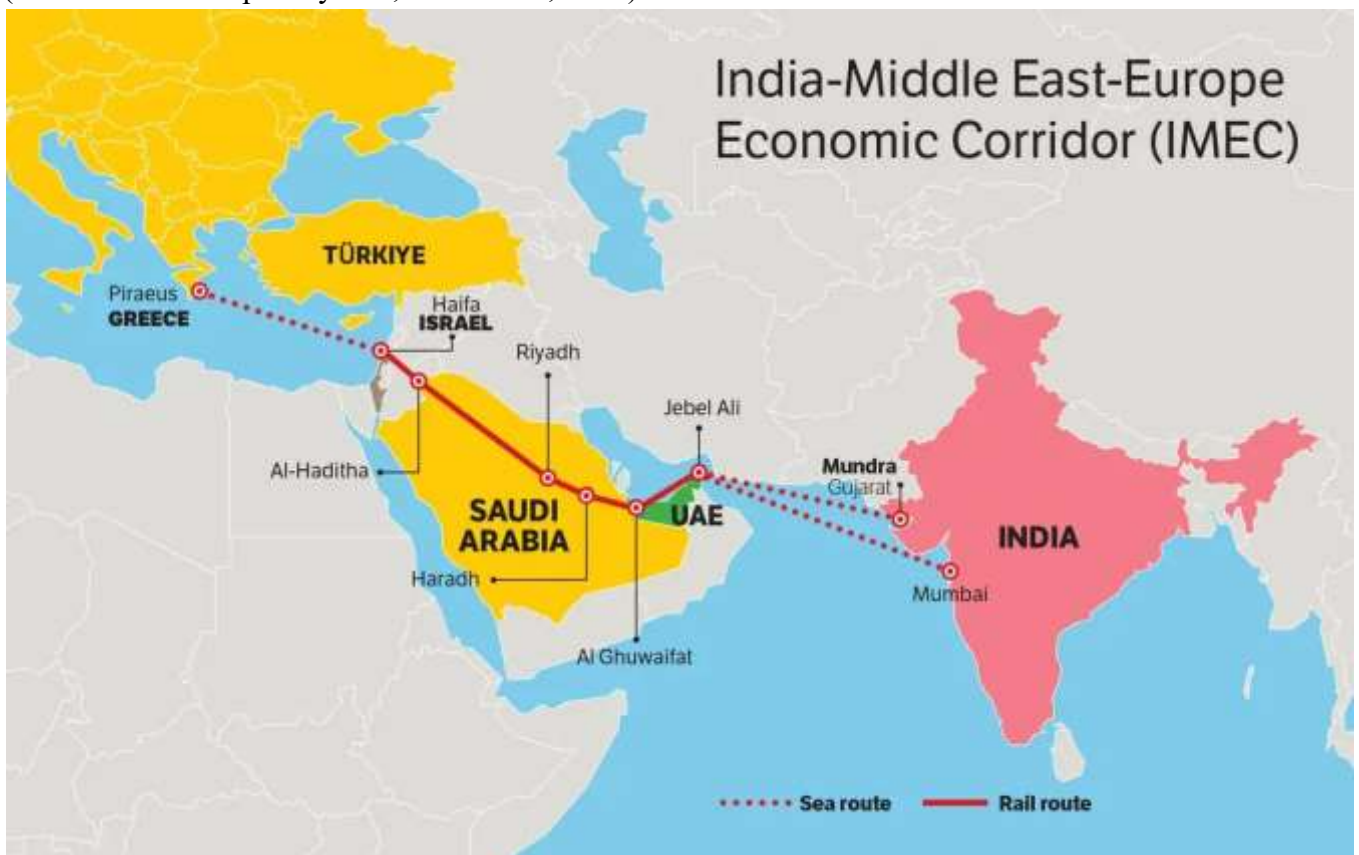 India-Middle East-Europe
Economic Corridor (IMEC)
TÜRKIYE
Piraeus
GREECE
Haifa
ISRAEL
Riyadh
Jebel Ali
Al-Haditha
Mundra
Gujarat
SAUDI
ARABIA
UAE
INDIA
Haradh
Mumbai
Al Ghuwaifat
Sea route
Rail route